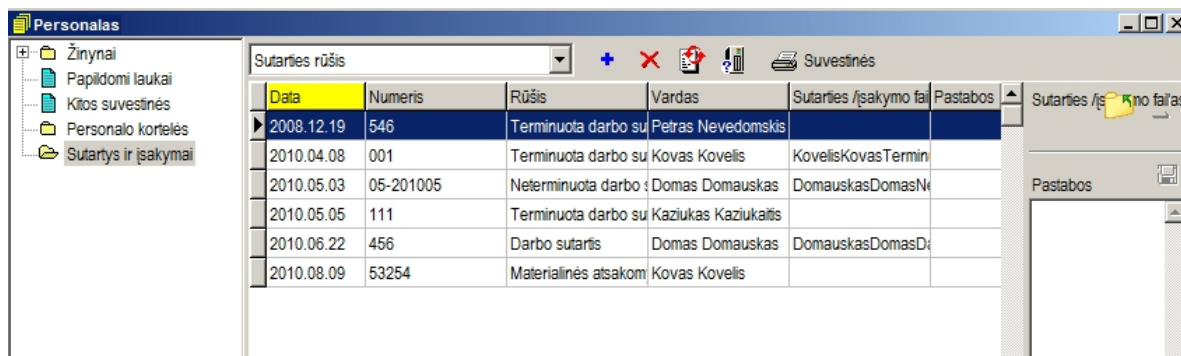 Personalas
Žinynai
Papildomi laukai
Kitos suvestinės
Personalo kortelės
Sutartys ir įsakymai
Sutarties rūšis
Suvestinės
Data Numeris Rūšis Vardas Sutarties /įsakymo fai Pastabos
2008.12.19 546 Terminuota darbo su Petras Nevedomskis
2010.04.08 001 Terminuota darbo su Kovas Kovelis KovelisKovasTermin
2010.05.03 05-201005 Neterminuota darbo Domas Domauskas DomauskasDomasNe
2010.05.05 111 Terminuota darbo su Kaziukas Kaziukaitis
2010.06.22 456 Darbo sutartis Domas Domauskas DomauskasDomasDa
2010.08.09 53254 Materialinės atsakom Kovas Kovelis
Sutarties
Pastabos